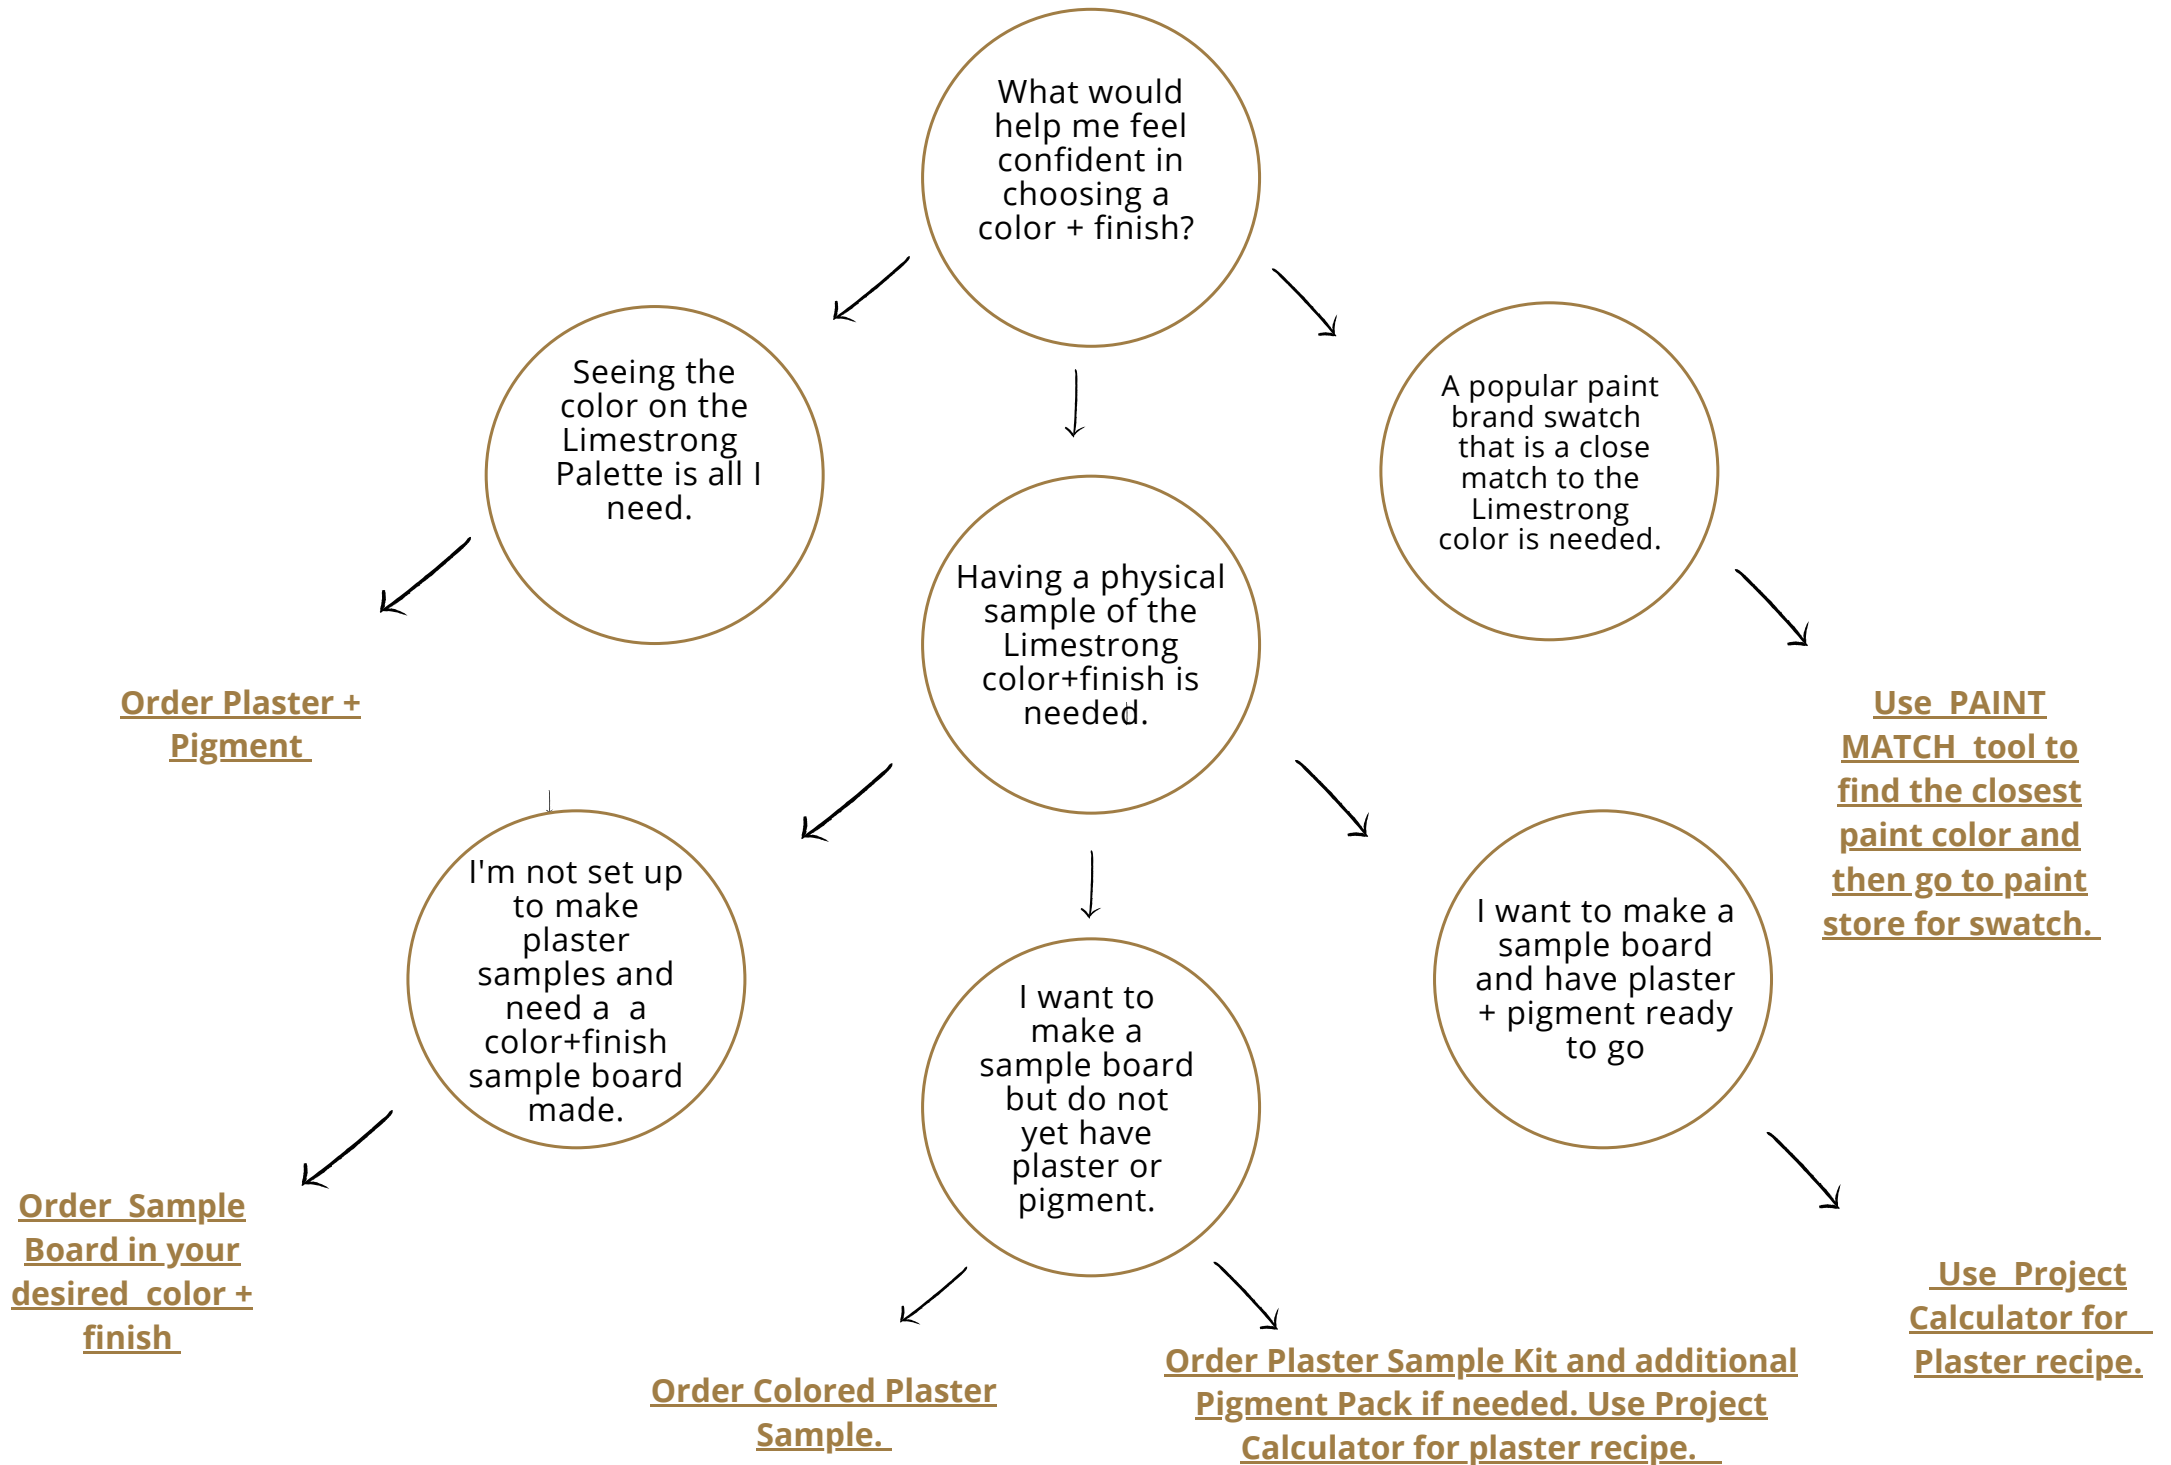 What would
help me feel
confident in
choosing a
color + finish?
Seeing the
color on the
Limestrong
Palette is all I
need.
A popular paint
brand swatch
that is a close
match to the
Limestrong
color is needed.
Having a physical
sample of the
Limestrong
color+finish is
needed.
Order Plaster +
Pigment
Use PAINT
MATCH tool to
find the closest
paint color and
then go to paint
store for swatch.
I'm not set up
to make
plaster
samples and
need a a
color+finish
sample board
made.
I want to
make a
sample board
but do not
yet have
plaster or
pigment.
I want to make a
sample board
and have plaster
+ pigment ready
to go
Order Sample
Board in your
desired color +
finish
Order Colored Plaster
Sample.
Order Plaster Sample Kit and additional
Pigment Pack if needed. Use Project
Calculator for plaster recipe.
Use Project
Calculator for
Plaster recipe.